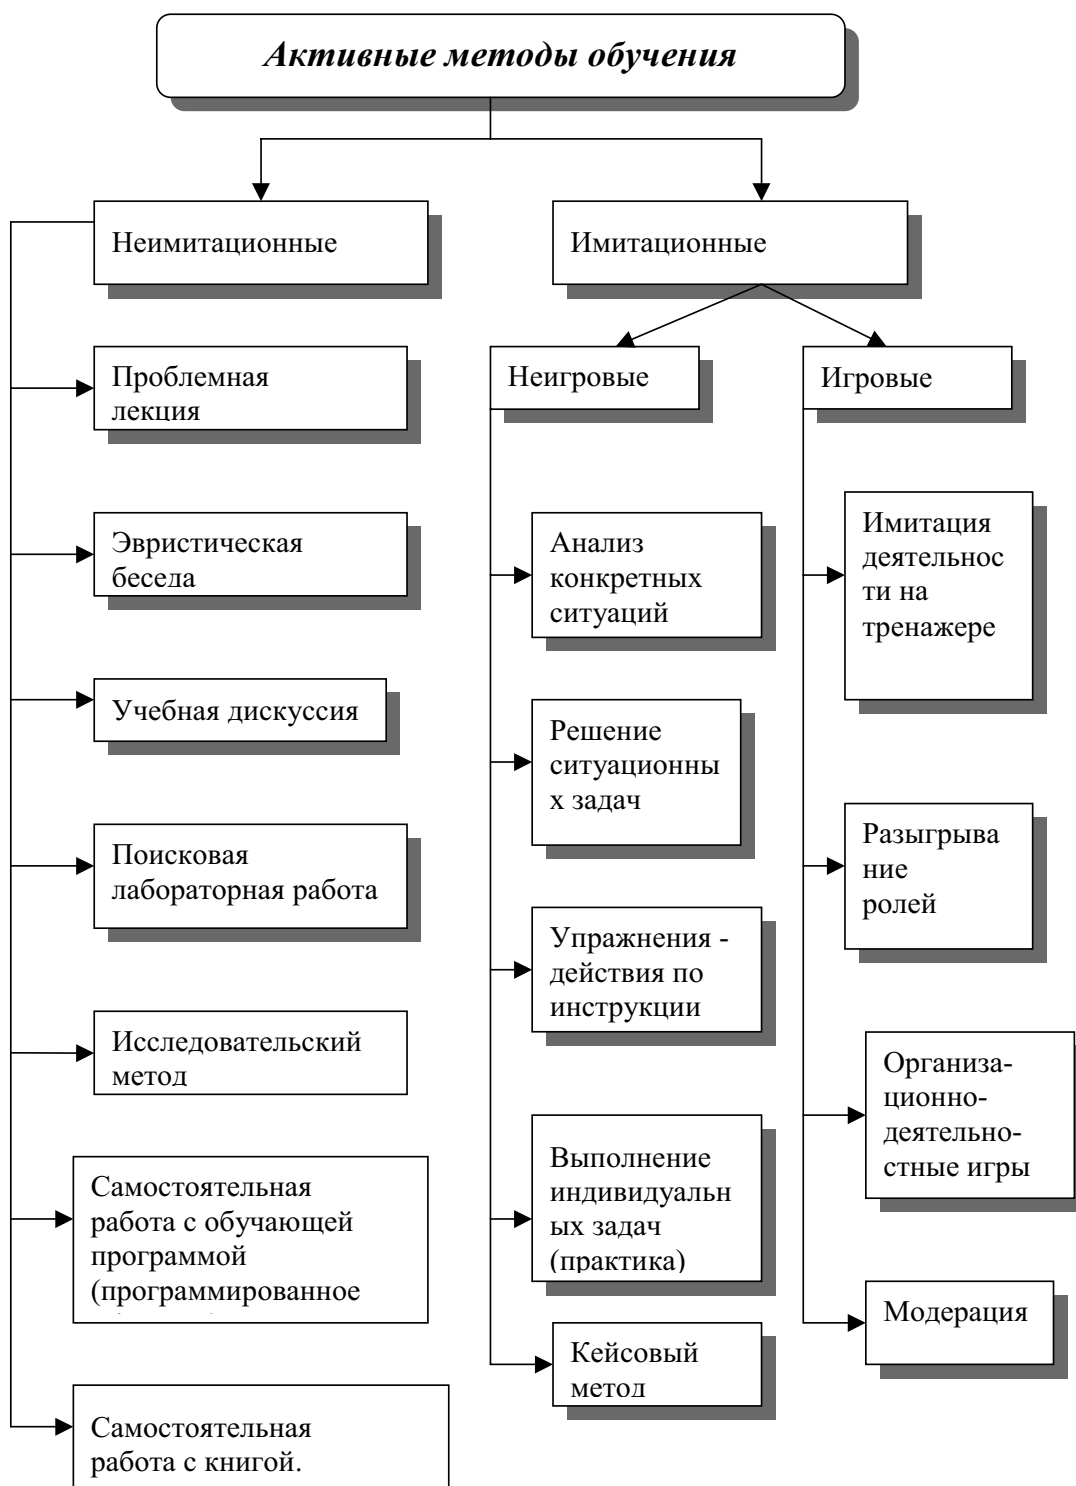 Активные методы обучения
Неимитационные
Имитационные
Проблемная
лекция
Эвристическая
беседа
Учебная дискуссия
Поисковая
лабораторная работа
Исследовательский
метод
Самостоятельная
работа с обучающей
программой
(программированное
Самостоятельная
работа с книгой.
Неигровые
Анализ
конкретных
ситуаций
Решение
ситуационны
х задач
Упражнения -
действия по
инструкции
Выполнение
индивидуальн
ых задач
(практика)
Кейсовый
метод
Игровые
Имитация
деятельнос
ти на
тренажере
Разыгрыва
ние
ролей
Организа-
ционно-
деятельно-
стные игры
Модерация